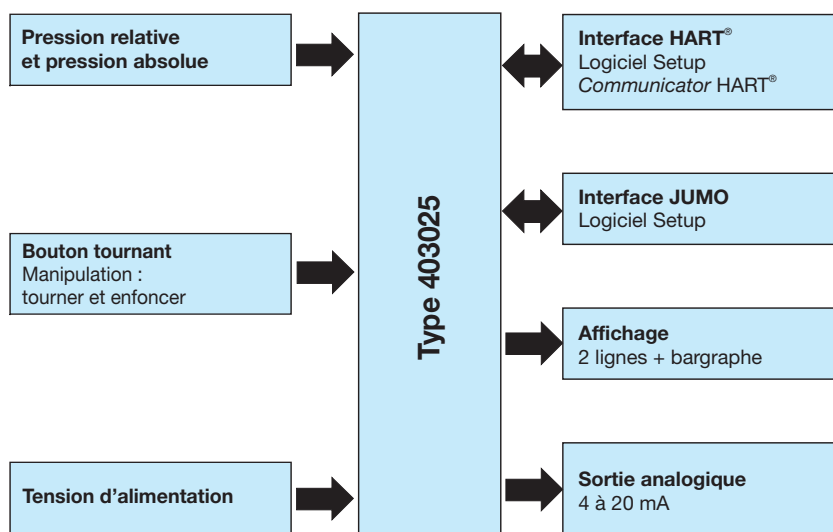 Pression relative
et pression absolue
Bouton tournant
Manipulation :
tourner et enfoncer
Tension d'alimentation
Type 403025
Interface HART®
Logiciel Setup
Communicator HART®
Interface JUMO
Logiciel Setup
Affichage
2 lignes + bargraphe
Sortie analogique
4 à 20 mA